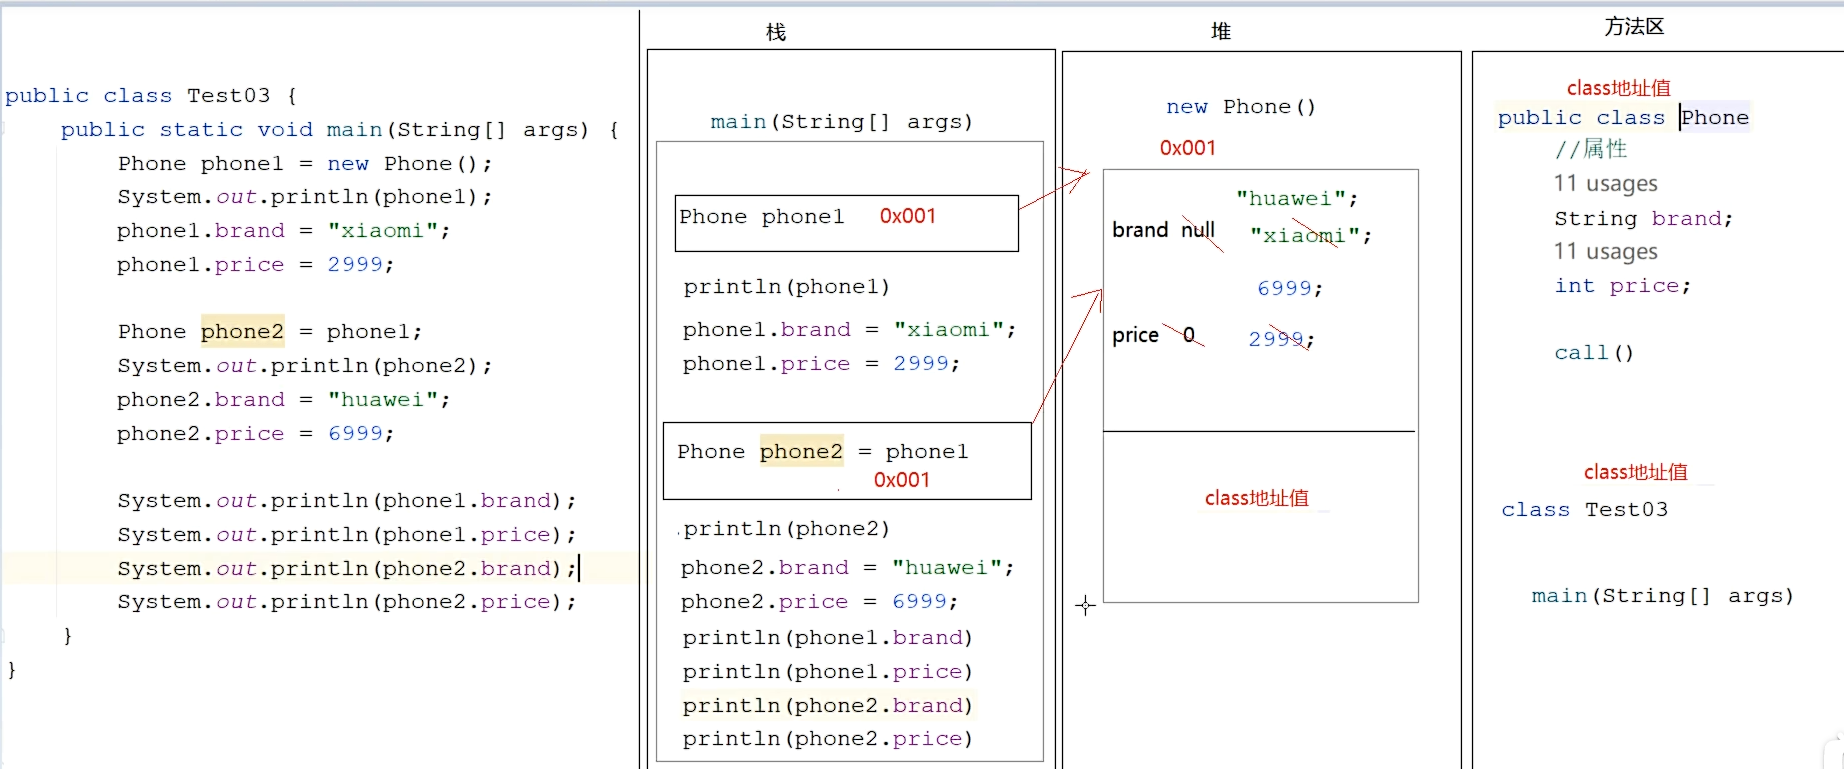 public class Test03 {
public static void main(String[] args) {
Phone phone1 = new Phone();
System.out.println(phone1);
phone1.brand = "xiaomi";
phone1.price = 2999;
Phone phone2 = phone1;
System.out.println(phone2);
phone2.brand = "huawei";
phone2.price = 6999;
System.out.println(phone1.brand);
System.out.println(phone1.price);
System.out.println(phone2.brand);
System.out.println(phone2.price);
}
}
栈
main(String[] args)
Phone phone1 0x001
println(phone1)
phone1.brand = "xiaomi";
phone1.price = 2999;
Phone phone2 = phone1
0x001
println(phone2)
phone2.brand = "huawei";
phone2.price = 6999;
println(phone1.brand)
println(phone1.price)
println(phone2.brand)
println(phone2.price)
堆
new Phone()
0x001
"huawei";
brand null "xiaomi";
6999;
price 0 2999;
class地址值
方法区
class地址值
public class Phone
//属性
11 usages
String brand;
11 usages
int price;
call()
class地址值
class Test03
main(String[] args)